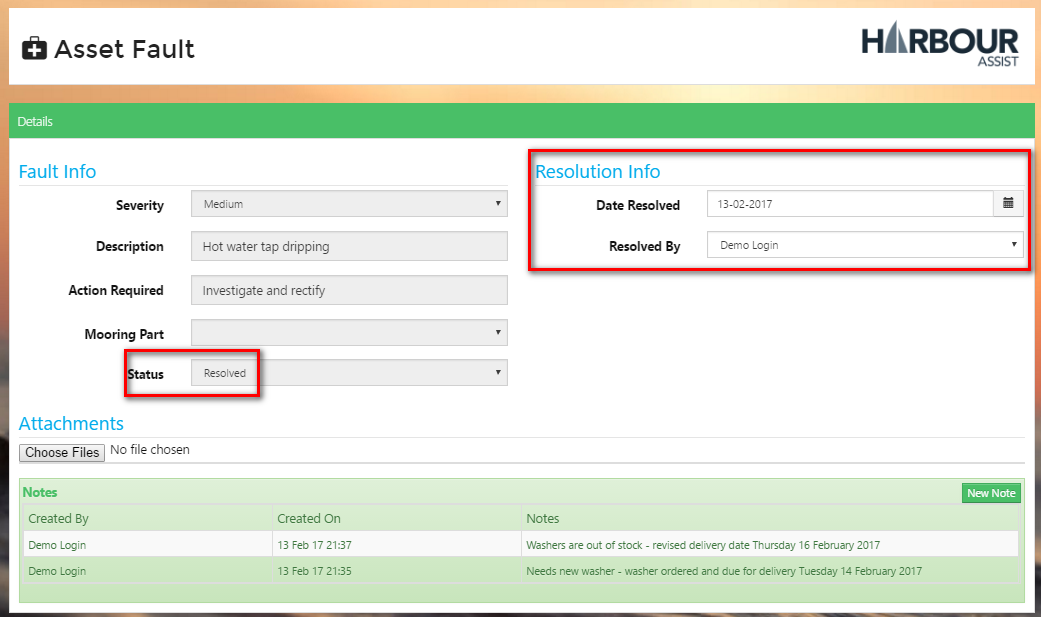 Asset Fault
HARBOUR
ASSIST
Details
Fault Info
Severity Medium
Description Hot water tap dripping
Action Required Investigate and rectify
Mooring Part
Status Resolved
Resolution Info
Date Resolved 13-02-2017
Resolved By Demo Login
Attachments
Choose Files No file chosen
Notes New Note
Created By Created On Notes
Demo Login 13 Feb 17 21:37 Washers are out of stock - revised delivery date Thursday 16 February 2017
Demo Login 13 Feb 17 21:35 Needs new washer - washer ordered and due for delivery Tuesday 14 February 2017